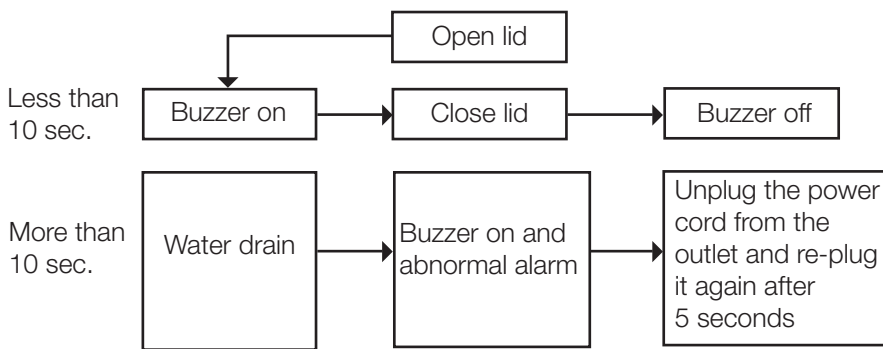 Open lid
Less than
10 sec.
Buzzer on
Close lid
Buzzer off
More than
10 sec.
Water drain
Buzzer on and
abnormal alarm
Unplug the power
cord from the
outlet and re-plug
it again after
5 seconds